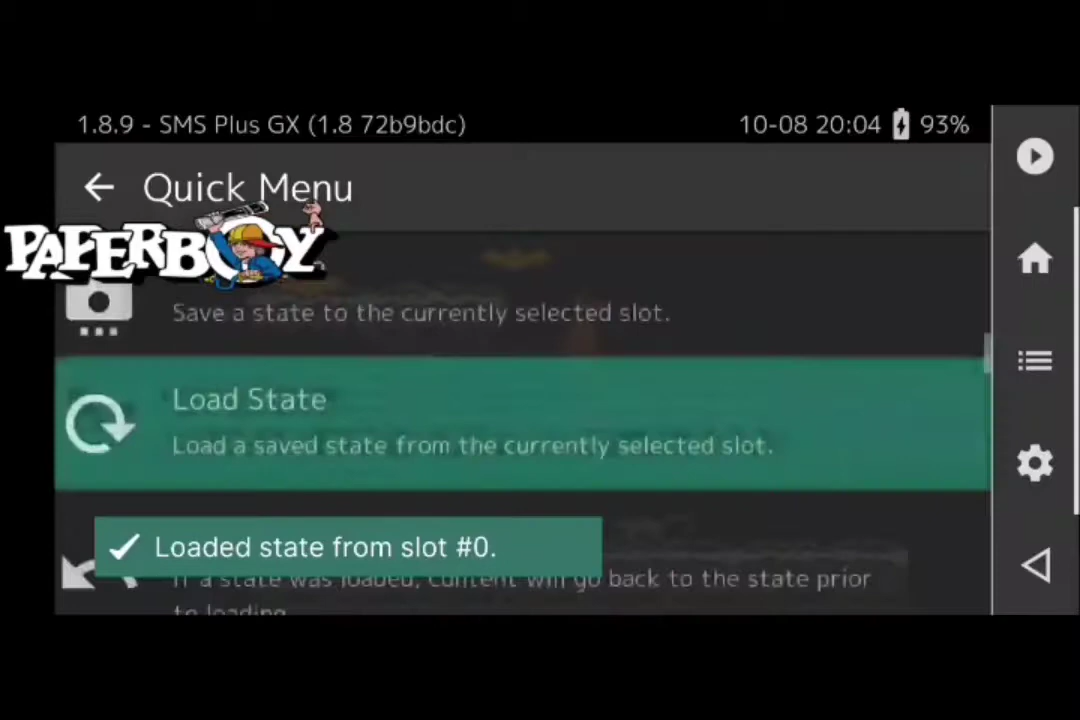 1.8.9 - SMS Plus GX (1.8 72b9bdc)
10-08 20:04 93%
Quick Menu
PAPERBOY
Save a state to the currently selected slot.
Load State
Load a saved state from the currently selected slot.
Loaded state from slot #0.
If a state was loaded, content will go back to the state prior
to loading.